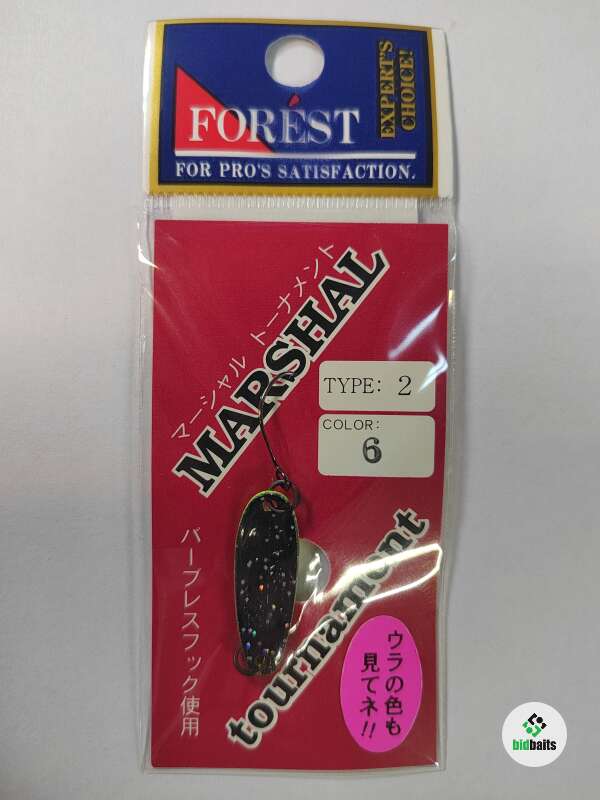 FORÉST
EXPERT'S
CHOICE!
FOR PRO'S SATISFACTION.
マーシャル トーナメント
MARSHAL
TYPE: 2
COLOR:
6
tournament
バーブレスフック使用
ウラの色も
見てネ!!
bidbaits